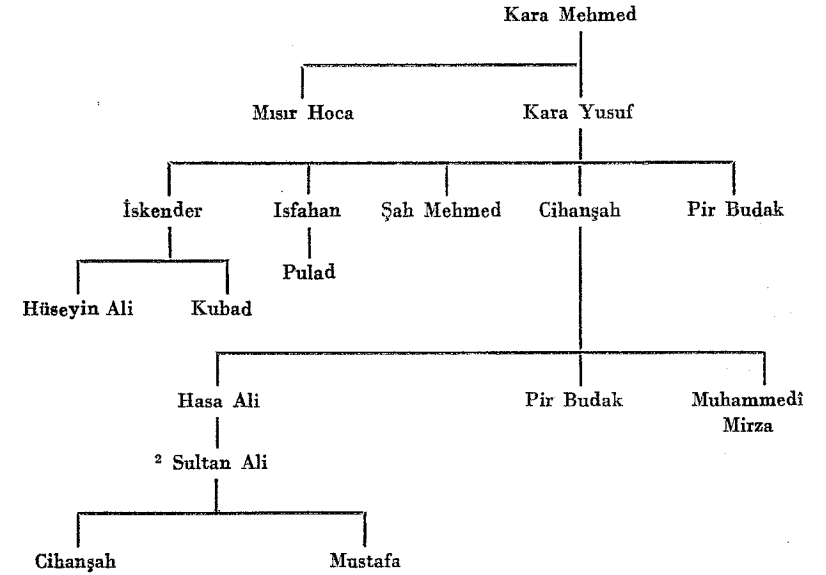 Kara Mehmed
Mısır Hoca Kara Yusuf
İskender Isfahan Şah Mehmed Cihanşah Pir Budak
Pulad
Hüseyin Ali Kubad
Hasa Ali Pir Budak Muhammedî
Mirza
² Sultan Ali
Cihanşah Mustafa